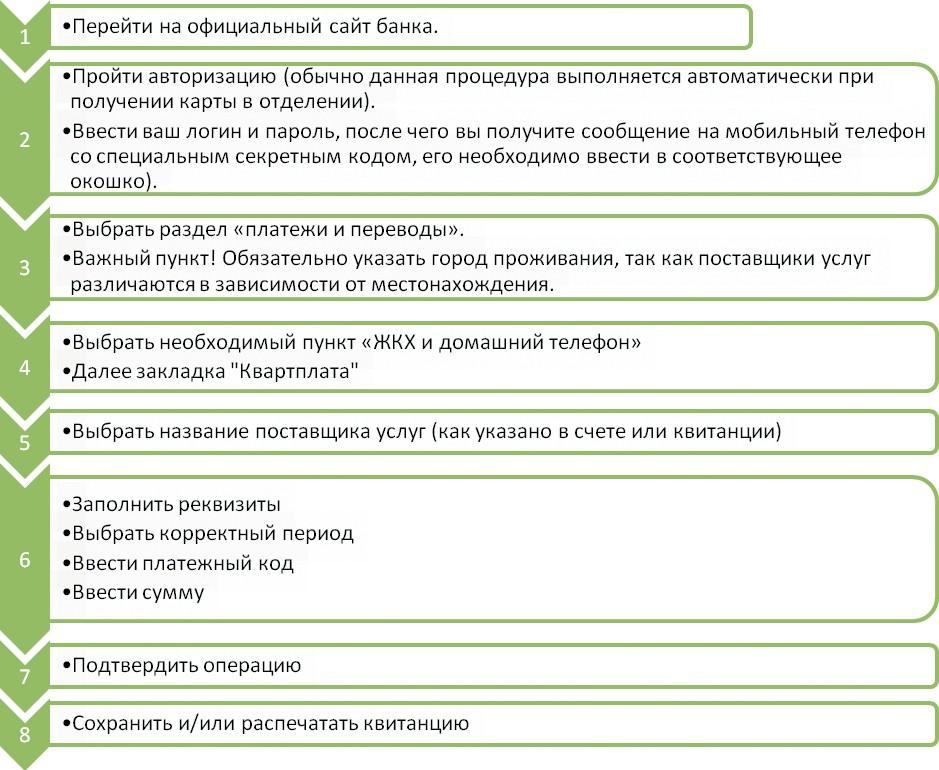 1
•Перейти на официальный сайт банка.
2
•Пройти авторизацию (обычно данная процедура выполняется автоматически при
получении карты в отделении).
•Ввести ваш логин и пароль, после чего вы получите сообщение на мобильный телефон
со специальным секретным кодом, его необходимо ввести в соответствующее
окошко).
3
•Выбрать раздел «платежи и переводы».
•Важный пункт! Обязательно указать город проживания, так как поставщики услуг
различаются в зависимости от местонахождения.
4
•Выбрать необходимый пункт «ЖКХ и домашний телефон»
•Далее закладка "Квартплата"
5
•Выбрать название поставщика услуг (как указано в счете или квитанции)
6
•Заполнить реквизиты
•Выбрать корректный период
•Ввести платежный код
•Ввести сумму
7
•Подтвердить операцию
8
•Сохранить и/или распечатать квитанцию